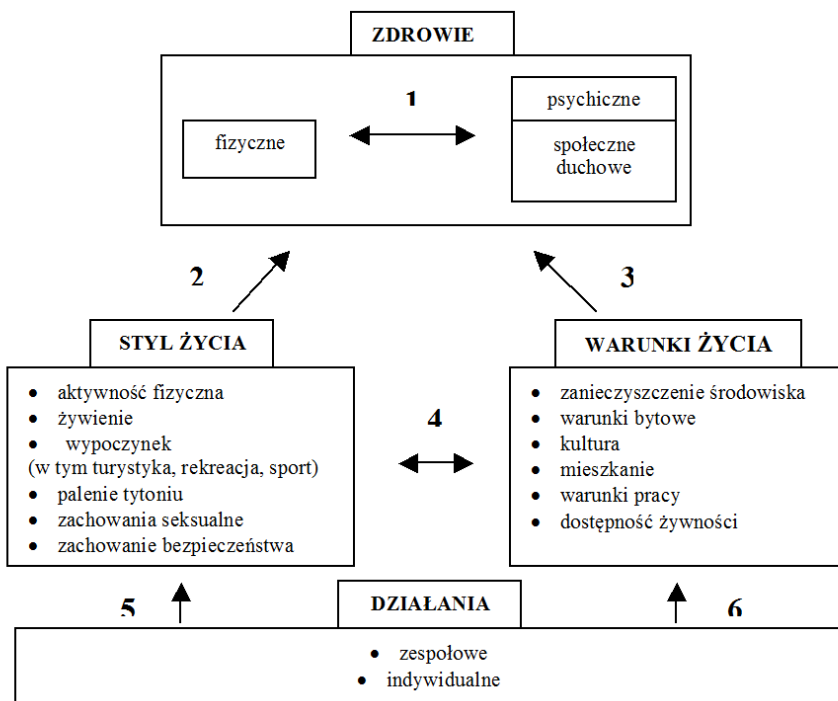 ZDROWIE
1
fizyczne
psychiczne
społeczne
duchowe
2
3
STYL ŻYCIA
• aktywność fizyczna
• żywienie
• wypoczynek
(w tym turystyka, rekreacja, sport)
• palenie tytoniu
• zachowania seksualne
• zachowanie bezpieczeństwa
4
WARUNKI ŻYCIA
• zanieczyszczenie środowiska
• warunki bytowe
• kultura
• mieszkanie
• warunki pracy
• dostępność żywności
5
6
DZIAŁANIA
• zespołowe
• indywidualne